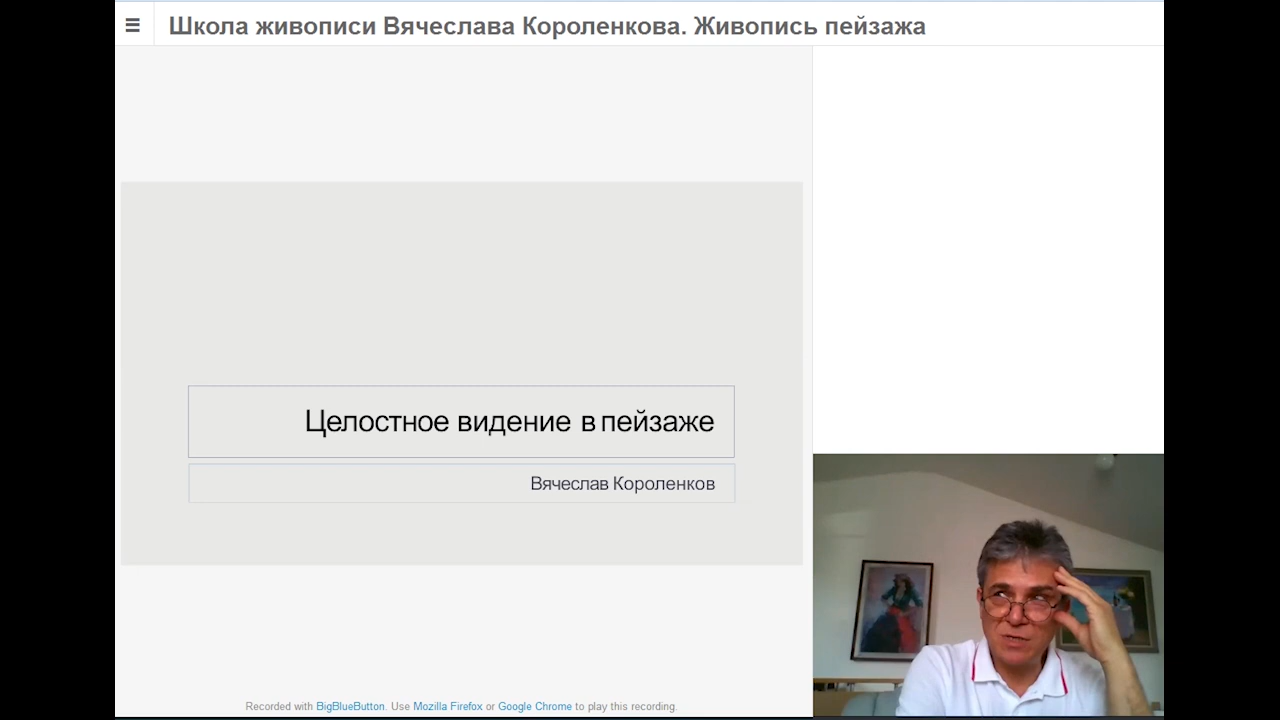 Школа живописи Вячеслава Короленкова. Живопись пейзажа
Целостное видение в пейзаже
Вячеслав Короленков
Recorded with BigBlueButton. Use Mozilla Firefox or Google Chrome to play this recording.